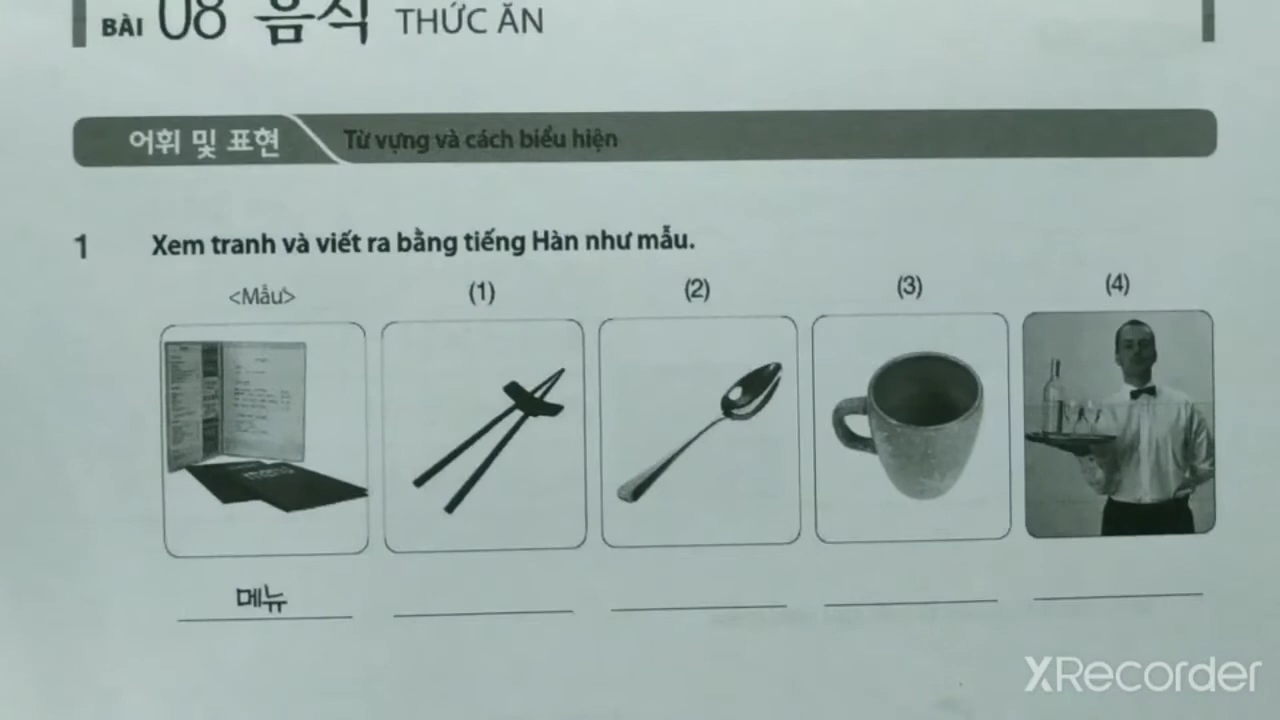 BÀI 08 음식 THỨC ĂN
어휘 및 표현 Từ vựng và cách biểu hiện
1 Xem tranh và viết ra bằng tiếng Hàn như mẫu.
<Mẫu> (1) (2) (3) (4)
메뉴
XRecorder